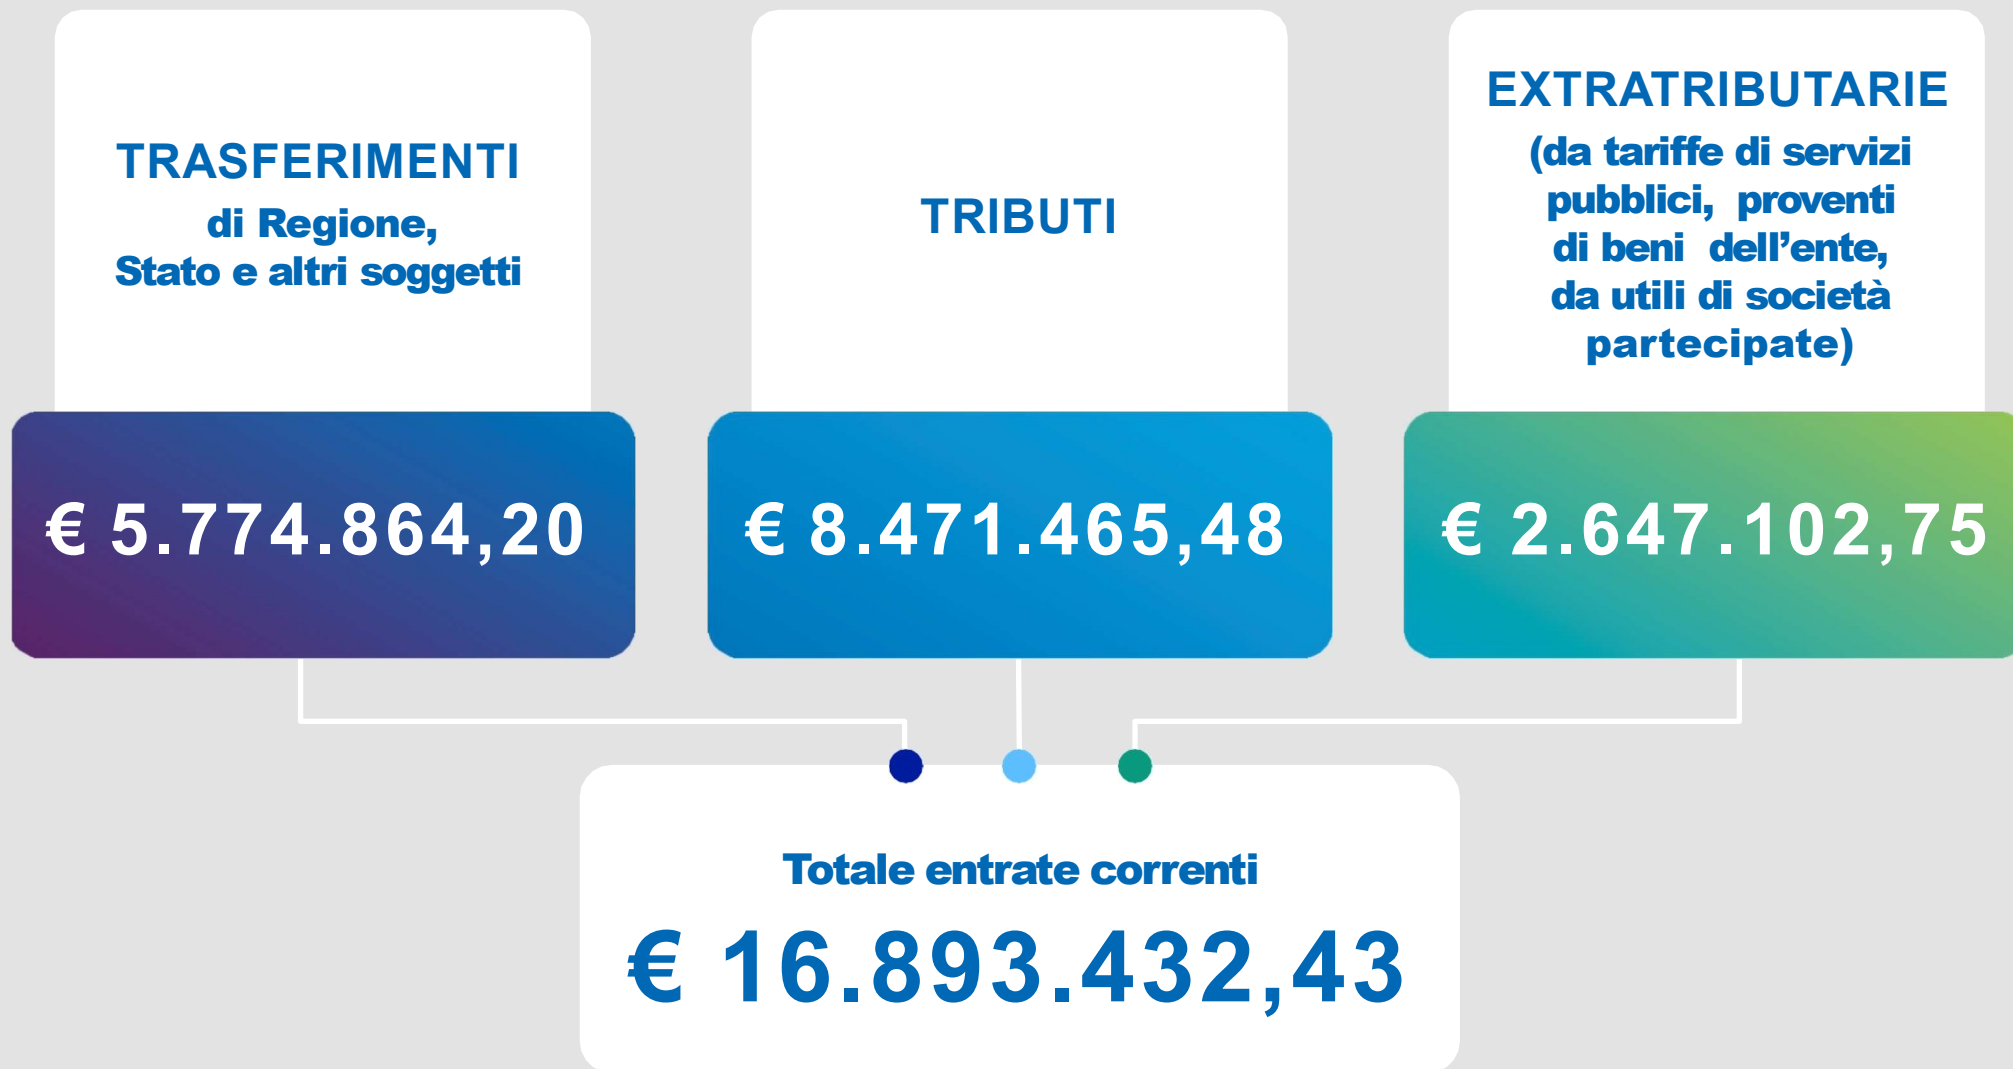 TRASFERIMENTI
di Regione,
Stato e altri soggetti
€ 5.774.864,20
TRIBUTI
€ 8.471.465,48
EXTRATRIBUTARIE
(da tariffe di servizi
pubblici, proventi
di beni dell’ente,
da utili di società
partecipate)
€ 2.647.102,75
Totale entrate correnti
€ 16.893.432,43